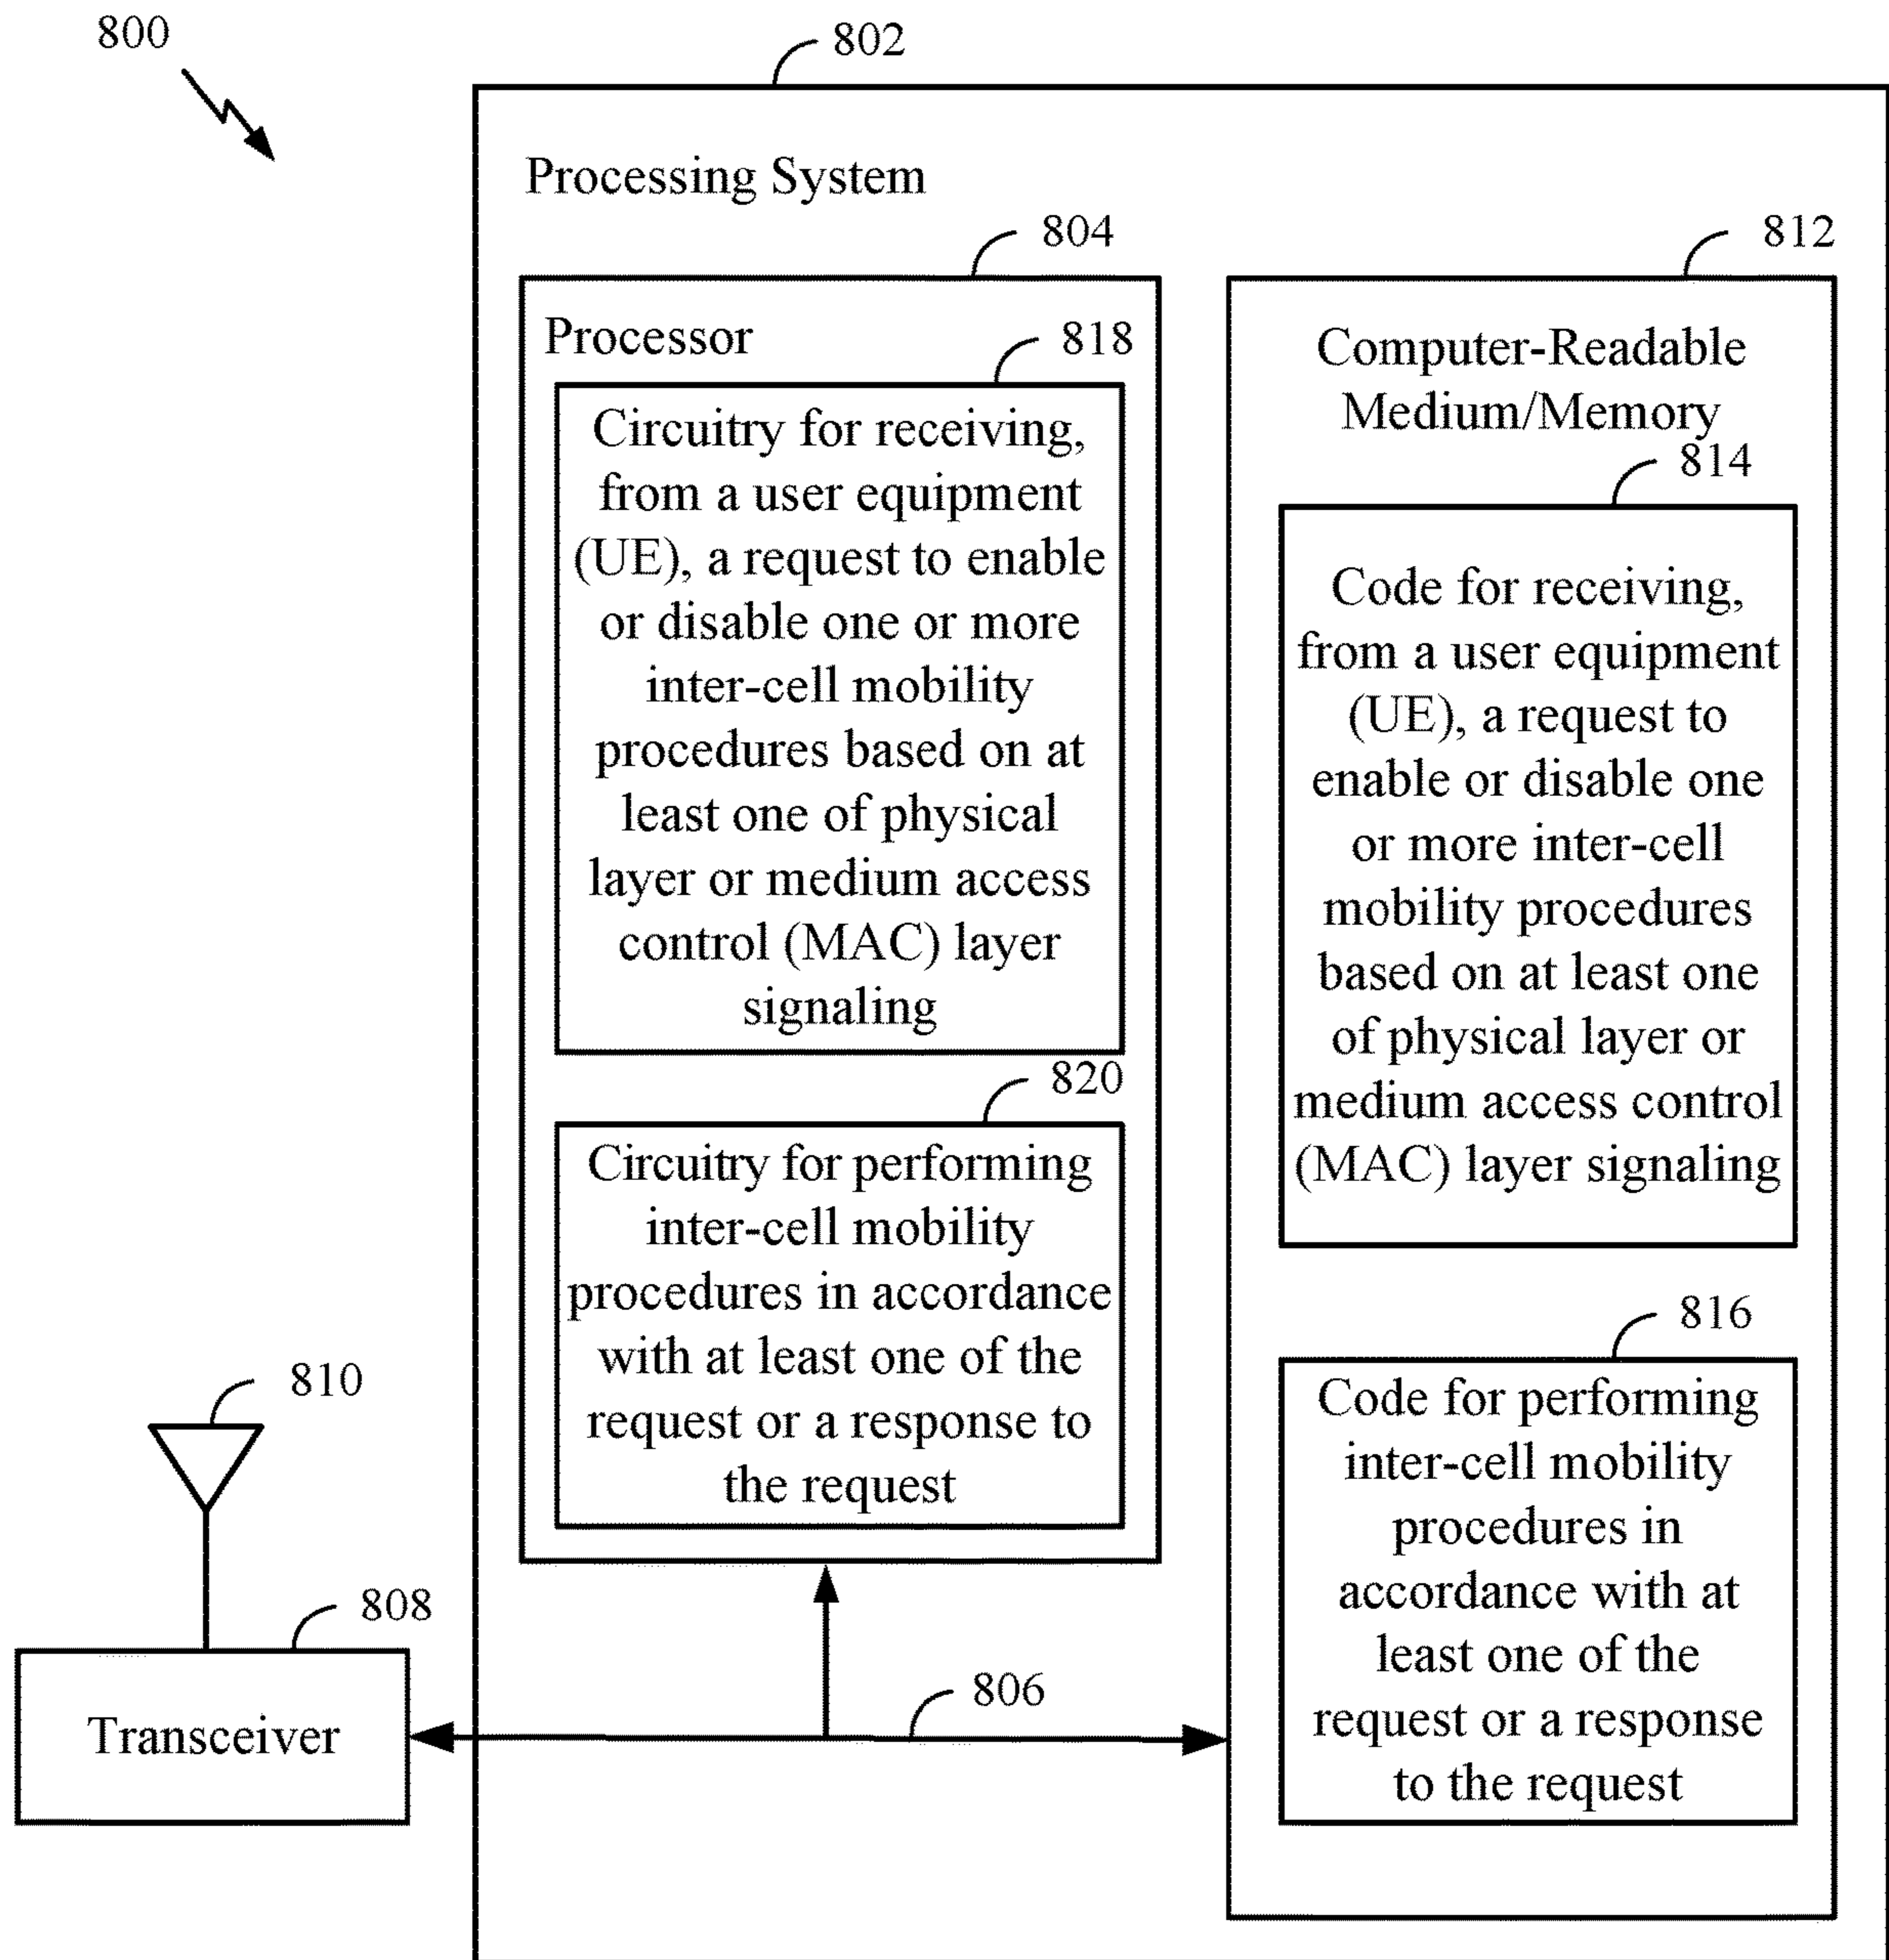 800
802
Processing System
804
Processor
818
Circuitry for receiving,
from a user equipment
(UE), a request to enable
or disable one or more
inter-cell mobility
procedures based on at
least one of physical
layer or medium access
control (MAC) layer
signaling
820
Circuitry for performing
inter-cell mobility
procedures in accordance
with at least one of the
request or a response to
the request
812
Computer-Readable
Medium/Memory
814
Code for receiving,
from a user equipment
(UE), a request to
enable or disable one
or more inter-cell
mobility procedures
based on at least one
of physical layer or
medium access control
(MAC) layer signaling
816
Code for performing
inter-cell mobility
procedures in
accordance with at
least one of the
request or a response
to the request
810
808
Transceiver
806